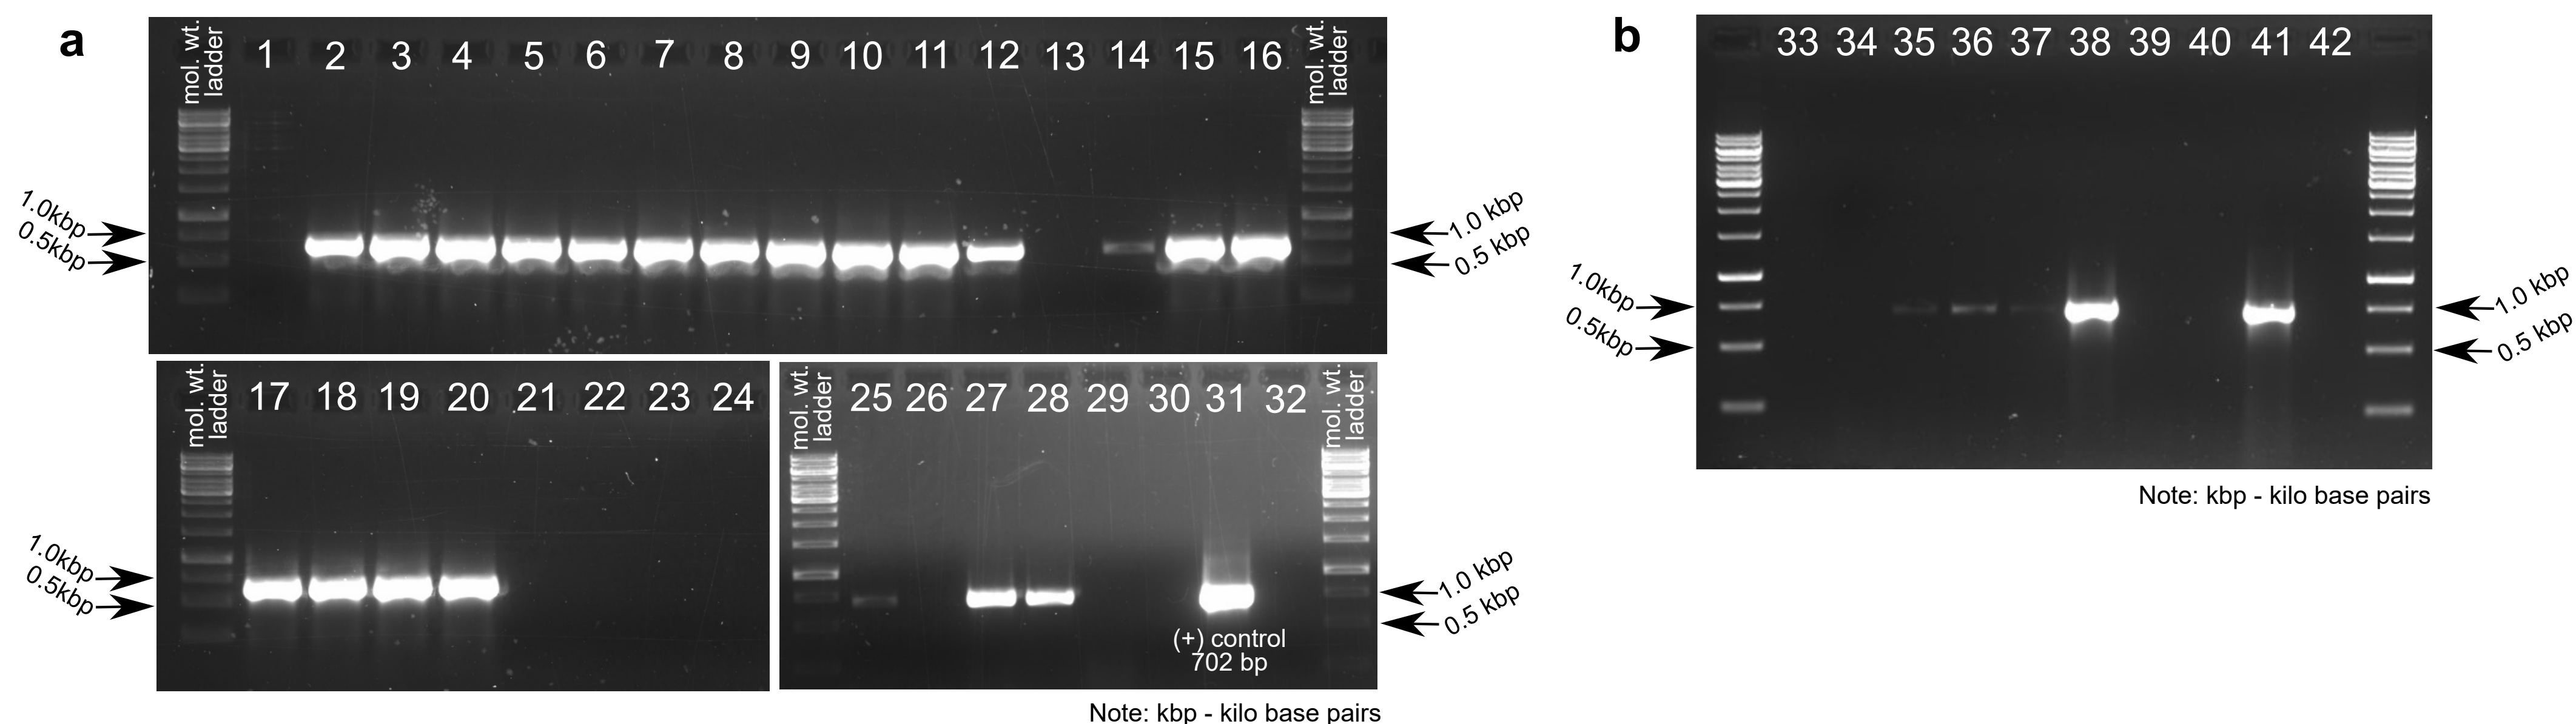 a
mol. wt.
ladder
1 2 3 4 5 6 7 8 9 10 11 12 13 14 15 16
mol. wt.
ladder
1.0kbp
0.5kbp
1.0 kbp
0.5 kbp
mol. wt.
ladder
17 18 19 20 21 22 23 24
1.0kbp
0.5kbp
mol. wt.
ladder
25 26 27 28 29 30 31 32
mol. wt.
ladder
(+) control
702 bp
1.0 kbp
0.5 kbp
Note: kbp - kilo base pairs
b
33 34 35 36 37 38 39 40 41 42
1.0kbp
0.5kbp
1.0 kbp
0.5 kbp
Note: kbp - kilo base pairs